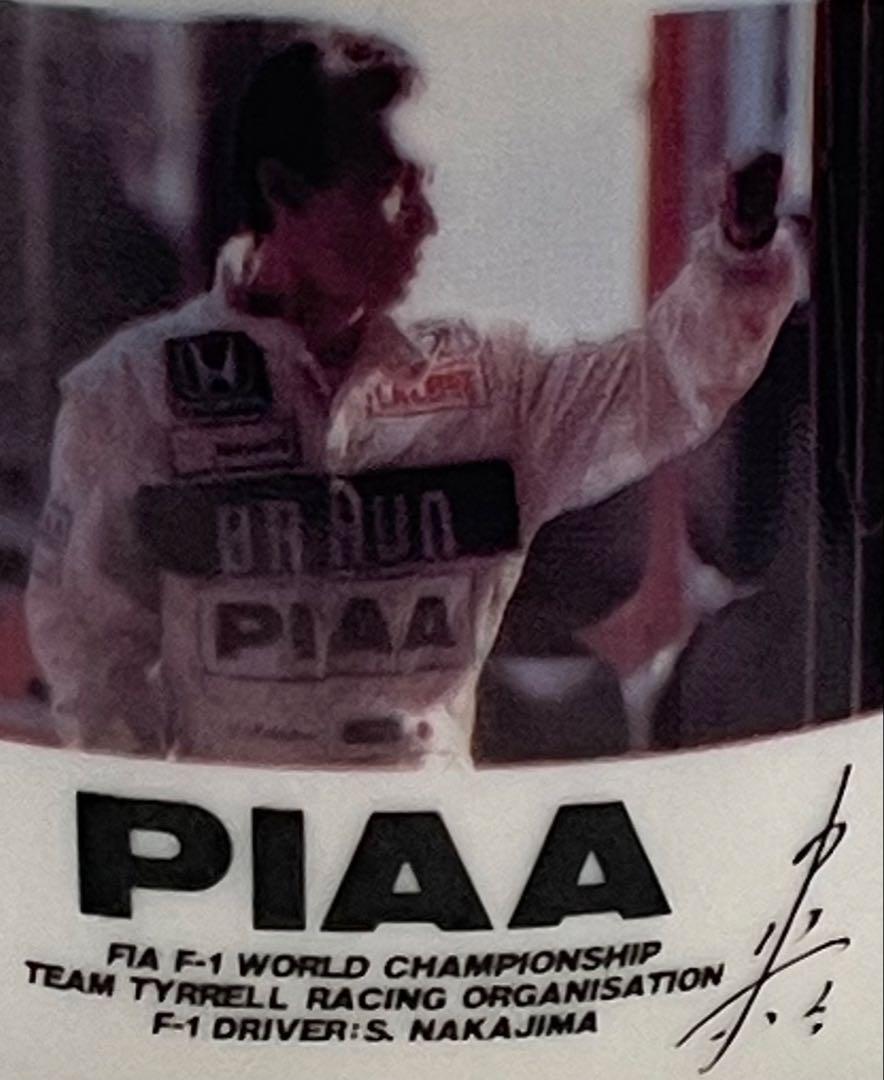 BRAUN
PIAA
PIAA
FIA F-1 WORLD CHAMPIONSHIP
TEAM TYRRELL RACING ORGANISATION
F-1 DRIVER: S. NAKAJIMA